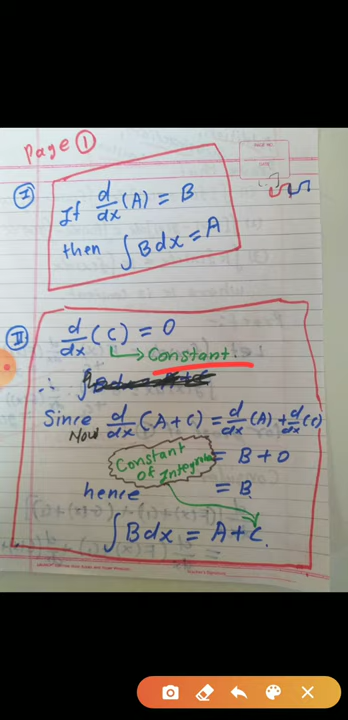 Page 1
PAGE NO.
DATE
I
If d/dx (A) = B
then ∫ B dx = A
II
d/dx (C) = 0
Constant.
∴ ∫
Since d/dx (A + C) = d/dx (A) + d/dx (C)
Now
Constant
of Integration
= B + 0
hence = B
∫ B dx = A + C.